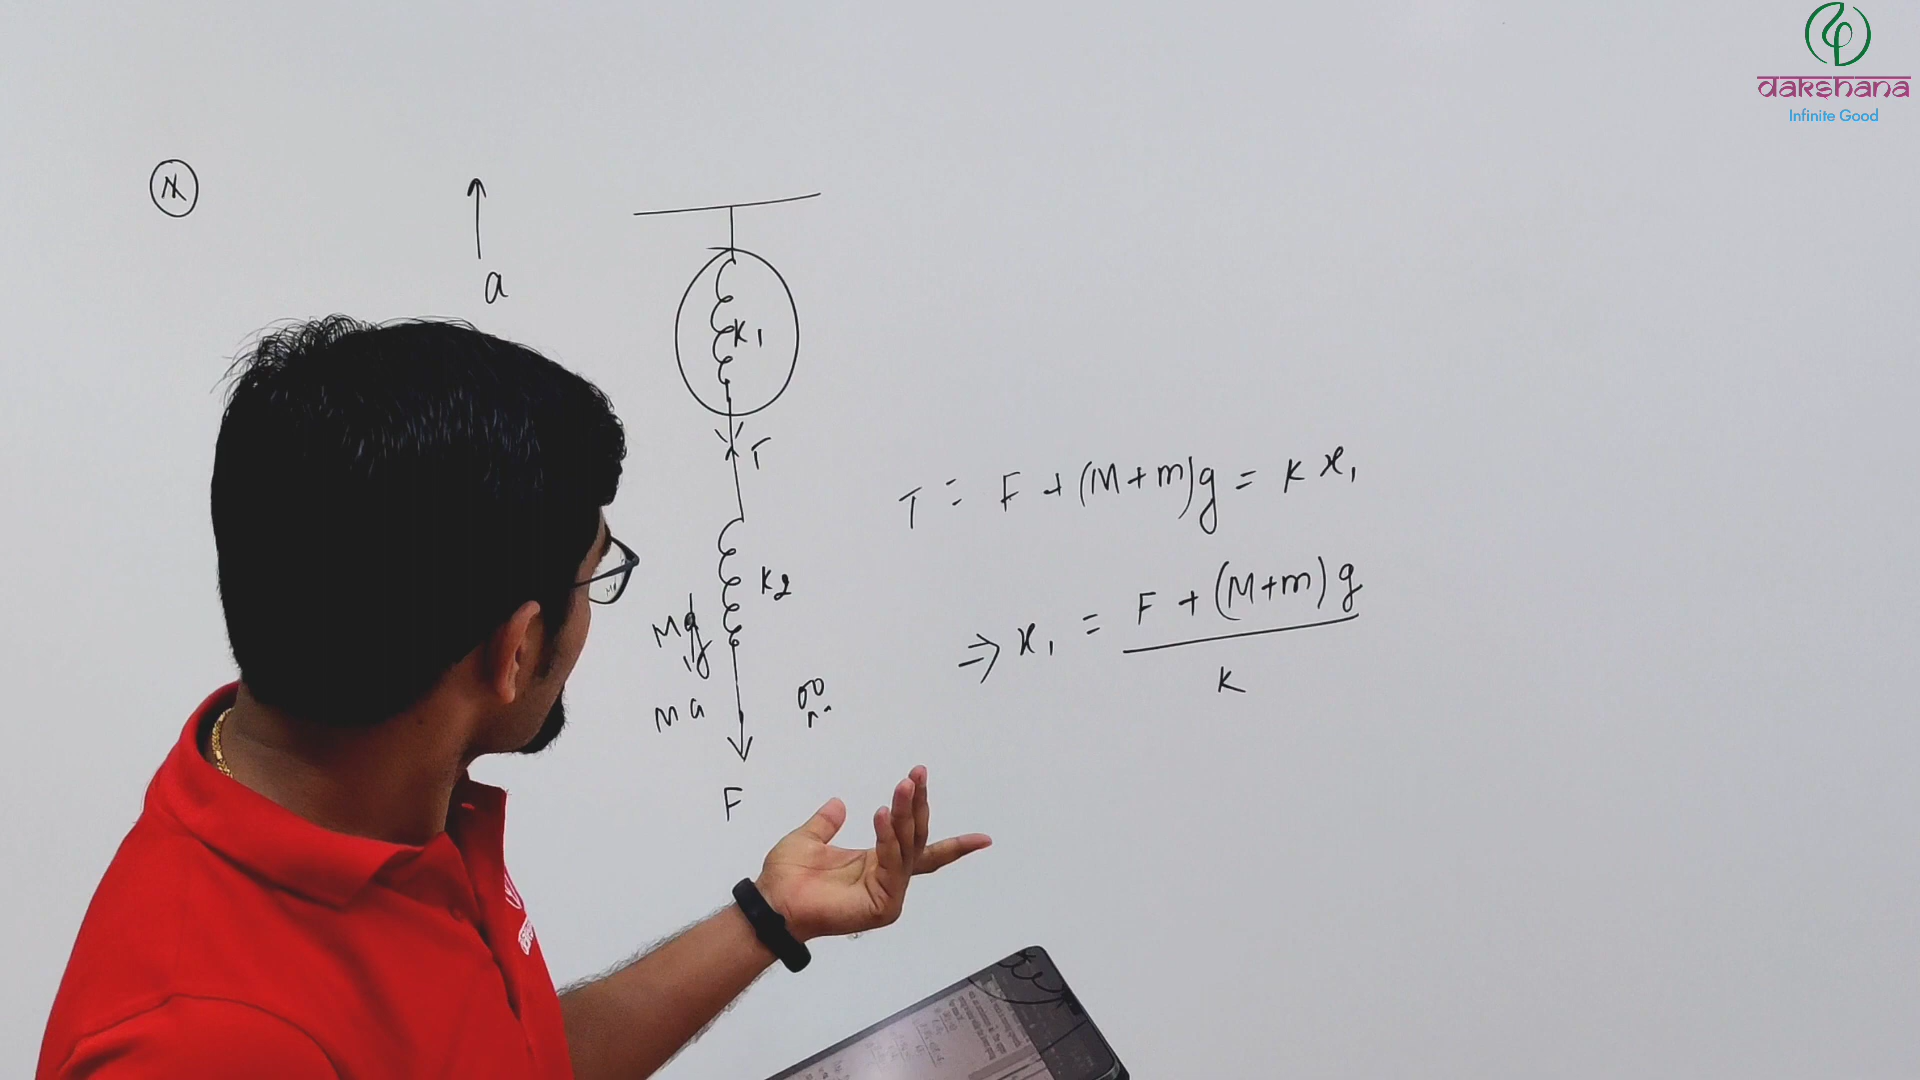 dakshana
Infinite Good
a
K1
T
T = F + (M+m)g = K x1
K2
Mg
⇒ x1 = F + (M+m) g
K
Ma
F